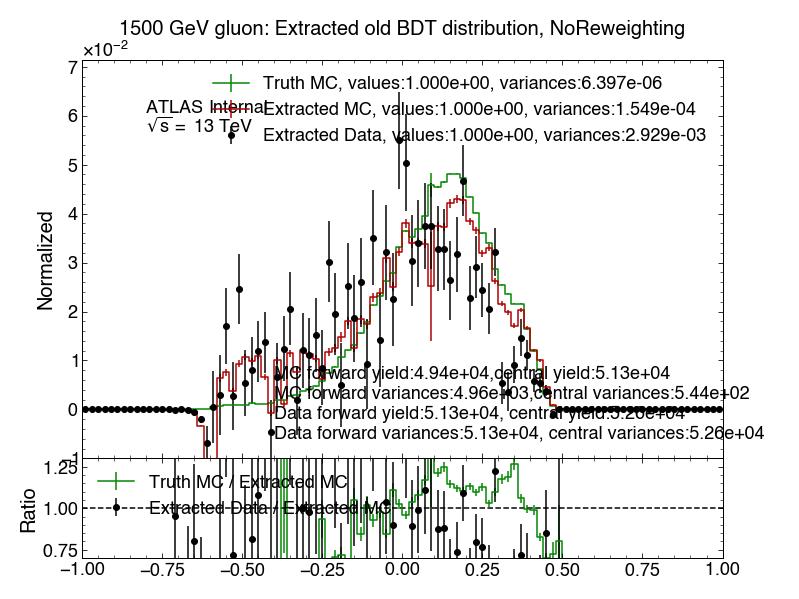 1500 GeV gluon: Extracted old BDT distribution, NoReweighting
×10⁻²
Truth MC, values:1.000e+00, variances:6.397e-06
ATLAS Internal
Extracted MC, values:1.000e+00, variances:1.549e-04
√s = 13 TeV
Extracted Data, values:1.000e+00, variances:2.929e-03
Normalized
7
6
5
4
3
2
1
0
−1
MC forward yield:4.94e+04,central yield:5.13e+04
MC forward variances:4.96e+03,central variances:5.44e+02
Data forward yield:5.13e+04, central yield:5.26e+04
Data forward variances:5.13e+04, central variances:5.26e+04
Ratio
1.25
1.00
0.75
Truth MC / Extracted MC
Extracted Data / Extracted MC
−1.00 −0.75 −0.50 −0.25 0.00 0.25 0.50 0.75 1.00